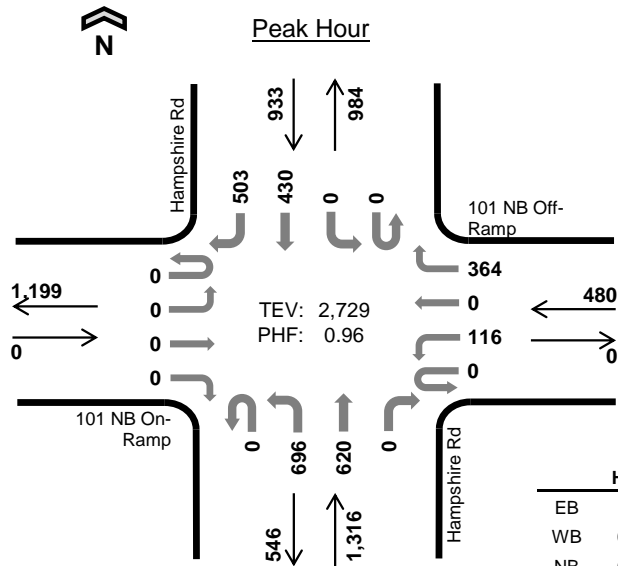 Peak Hour
N
933
984
Hampshire Rd
503
430
0
0
101 NB Off-
Ramp
0
0
0
0
364
0
116
0
1,199
0
480
0
TEV: 2,729
PHF: 0.96
101 NB On-
Ramp
0
696
620
0
Hampshire Rd
546
1,316
EB
WB
NB